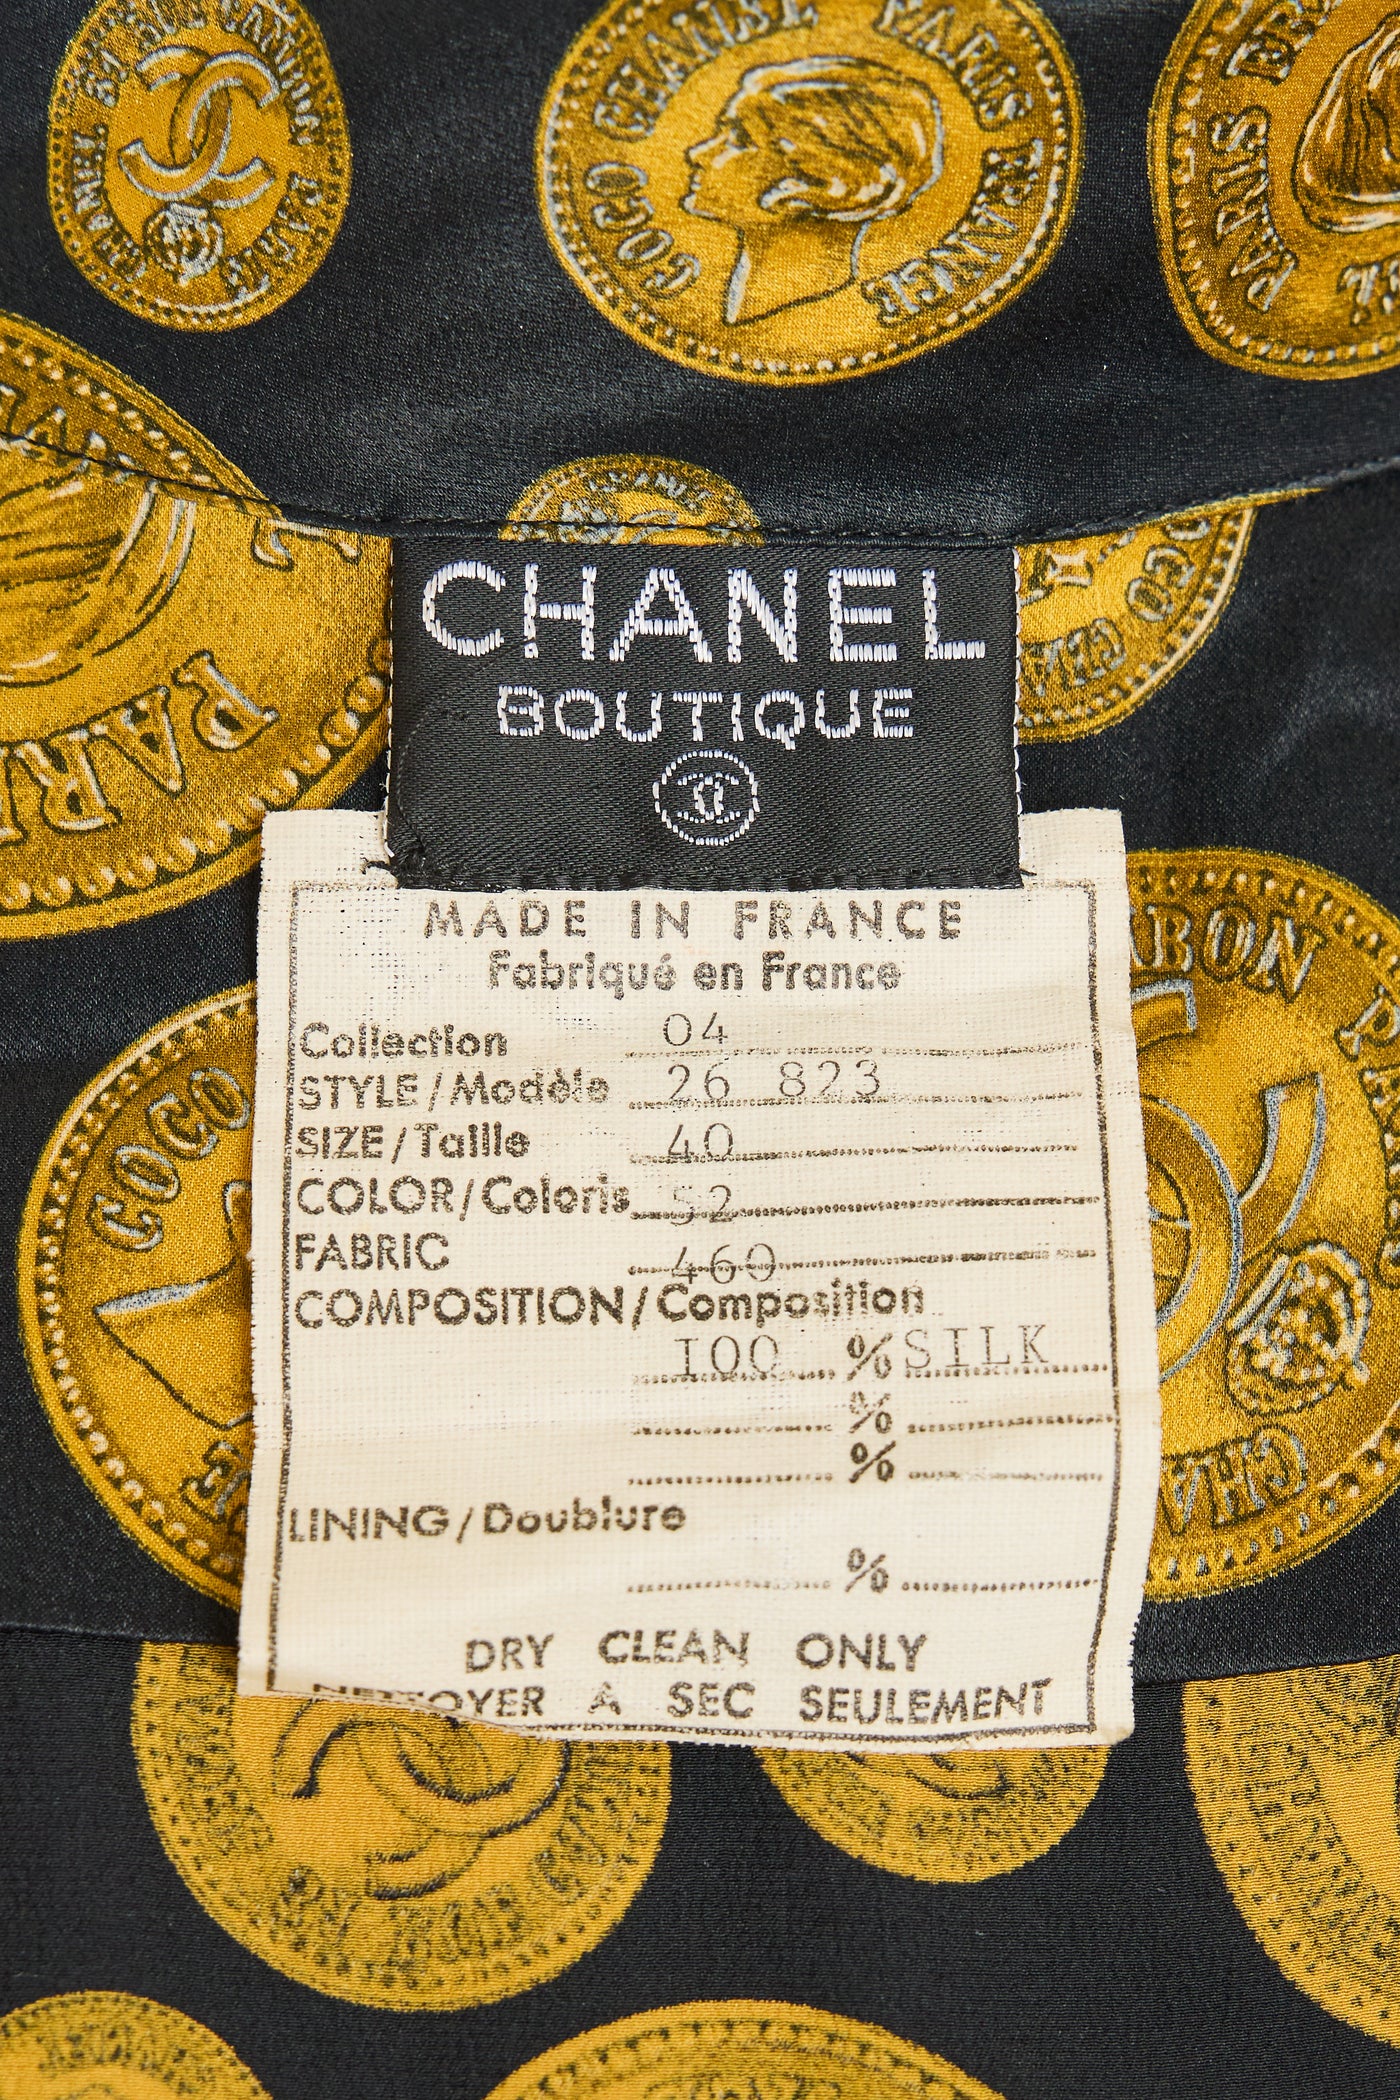 COCO CHANEL PARIS FRANCE
PARIS
PARI
COCO
CHANEL
BOUTIQUE
MADE IN FRANCE
Fabriqué en France
Collection 04
STYLE/Modèle 26 823
SIZE/Taille 40
COLOR/Coloris 52
FABRIC 460
COMPOSITION/Composition
100 % SILK
%
%
LINING/Doublure
%
DRY CLEAN ONLY
NETTOYER A SEC SEULEMENT